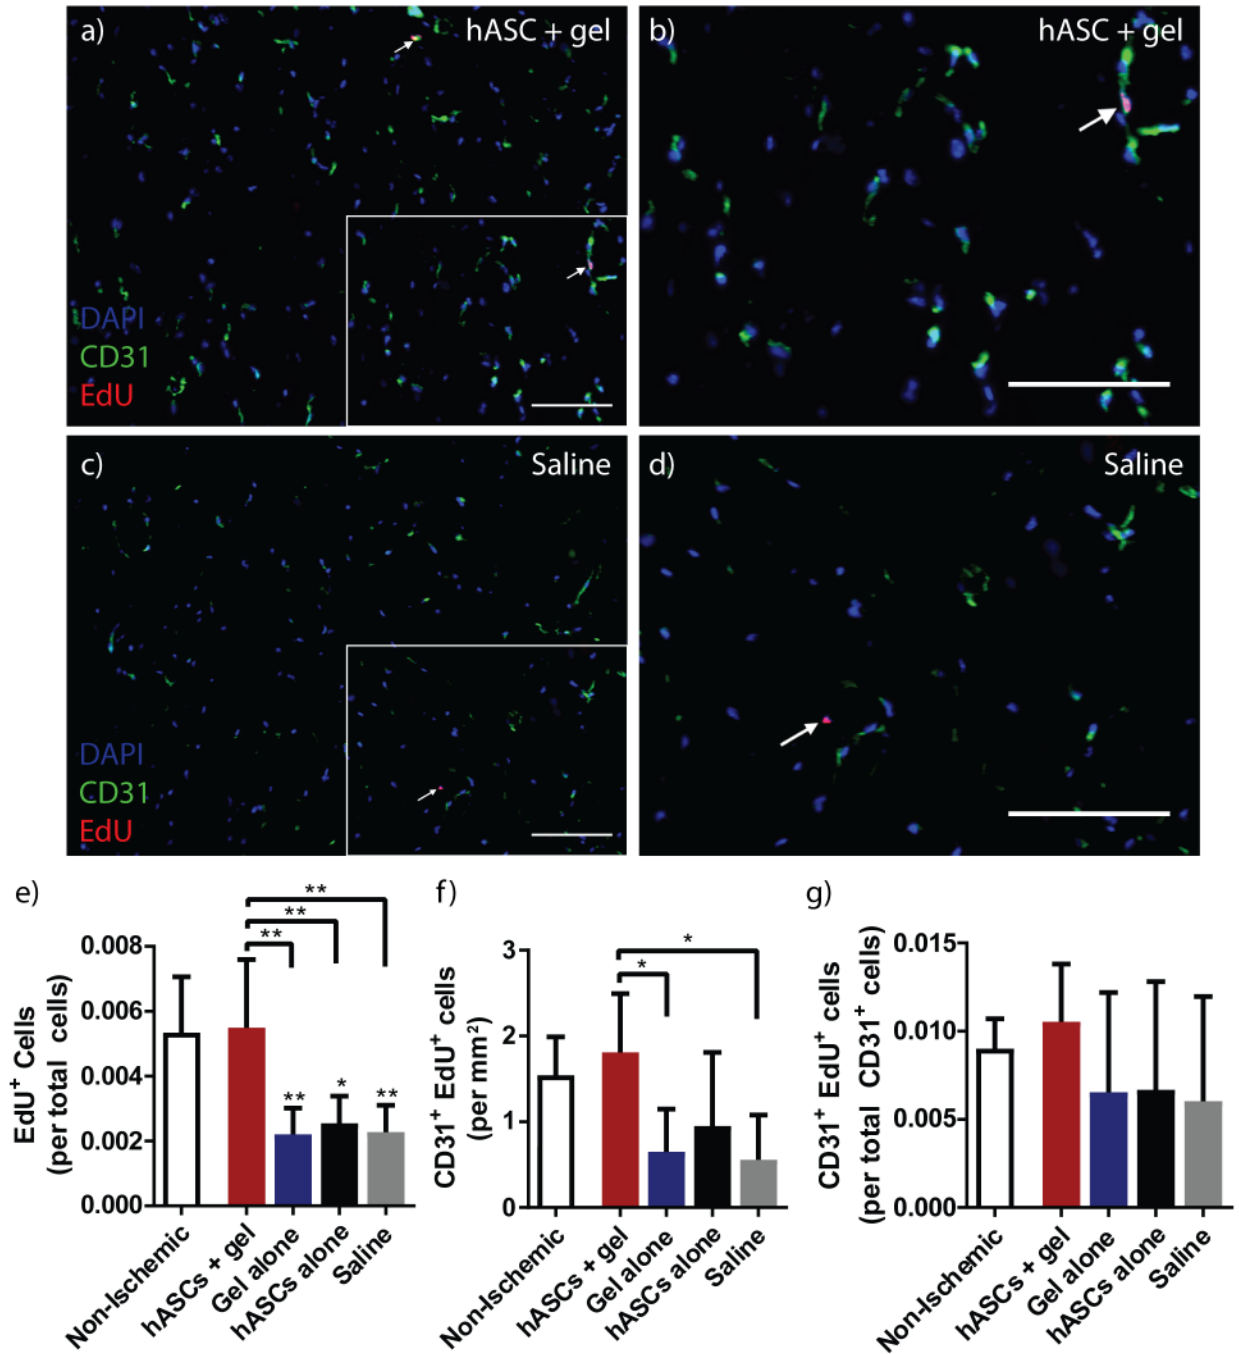 a) hASC + gel
b) hASC + gel
DAPI
CD31
EdU
c) Saline
d) Saline
DAPI
CD31
EdU
e)
**
**
**
0.008
0.006
0.004
0.002
0.000
EdU⁺ Cells
(per total cells)
** * **
Non-Ischemic
hASCs + gel
Gel alone
hASCs alone
Saline
f)
*
*
3
2
1
0
CD31⁺ EdU⁺ cells
(per mm²)
Non-Ischemic
hASCs + gel
Gel alone
hASCs alone
Saline
g)
0.015
0.010
0.005
0.000
CD31⁺ EdU⁺ cells
(per total CD31⁺ cells)
Non-Ischemic
hASCs + gel
Gel alone
hASCs alone
Saline